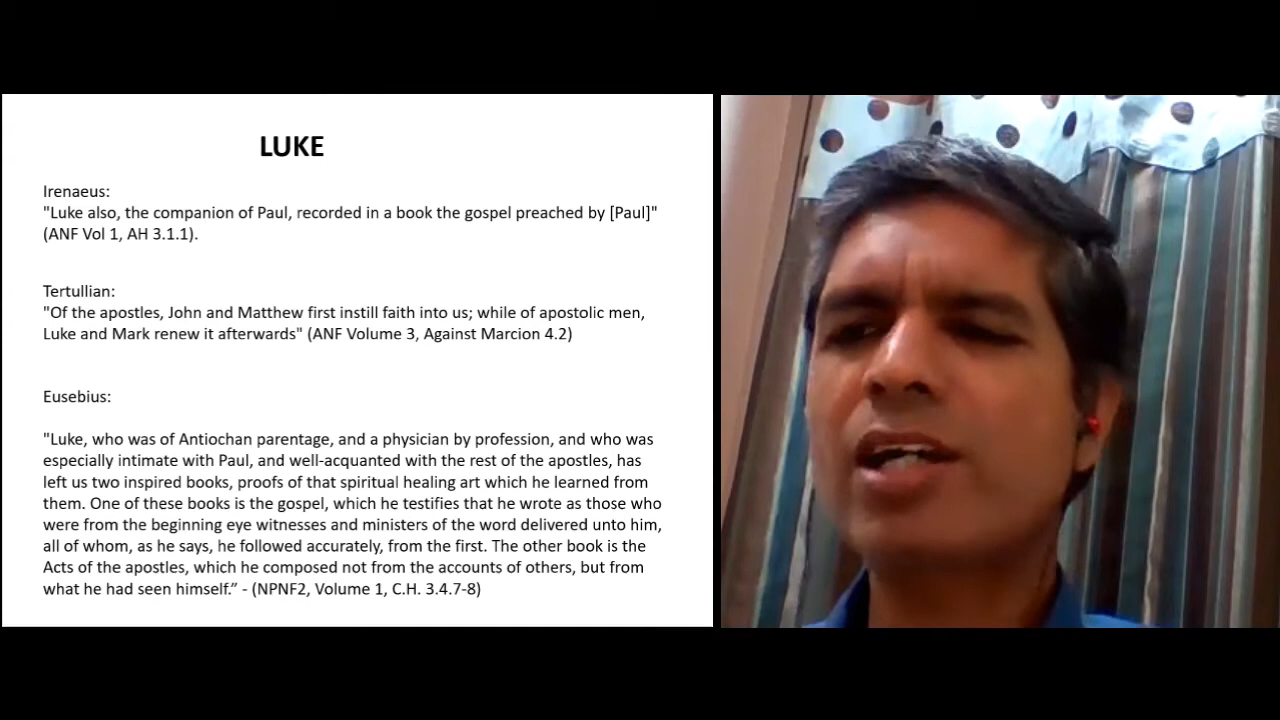 LUKE
Irenaeus:
"Luke also, the companion of Paul, recorded in a book the gospel preached by [Paul]"
(ANF Vol 1, AH 3.1.1).
Tertullian:
"Of the apostles, John and Matthew first instill faith into us; while of apostolic men,
Luke and Mark renew it afterwards" (ANF Volume 3, Against Marcion 4.2)
Eusebius:
"Luke, who was of Antiochan parentage, and a physician by profession, and who was
especially intimate with Paul, and well-acquanted with the rest of the apostles, has
left us two inspired books, proofs of that spiritual healing art which he learned from
them. One of these books is the gospel, which he testifies that he wrote as those who
were from the beginning eye witnesses and ministers of the word delivered unto him,
all of whom, as he says, he followed accurately, from the first. The other book is the
Acts of the apostles, which he composed not from the accounts of others, but from
what he had seen himself.” - (NPNF2, Volume 1, C.H. 3.4.7-8)